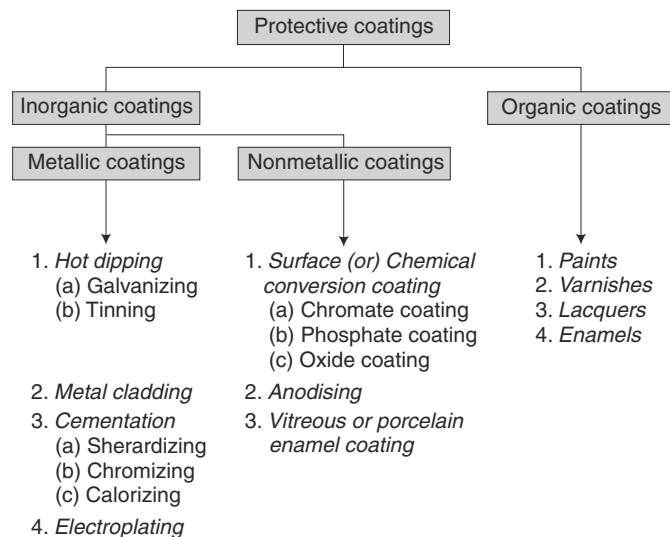 Protective coatings
Inorganic coatings
Organic coatings
Metallic coatings
Nonmetallic coatings
1. Hot dipping
(a) Galvanizing
(b) Tinning
2. Metal cladding
3. Cementation
(a) Sherardizing
(b) Chromizing
(c) Calorizing
4. Electroplating
1. Surface (or) Chemical
conversion coating
(a) Chromate coating
(b) Phosphate coating
(c) Oxide coating
2. Anodising
3. Vitreous or porcelain
enamel coating
1. Paints
2. Varnishes
3. Lacquers
4. Enamels